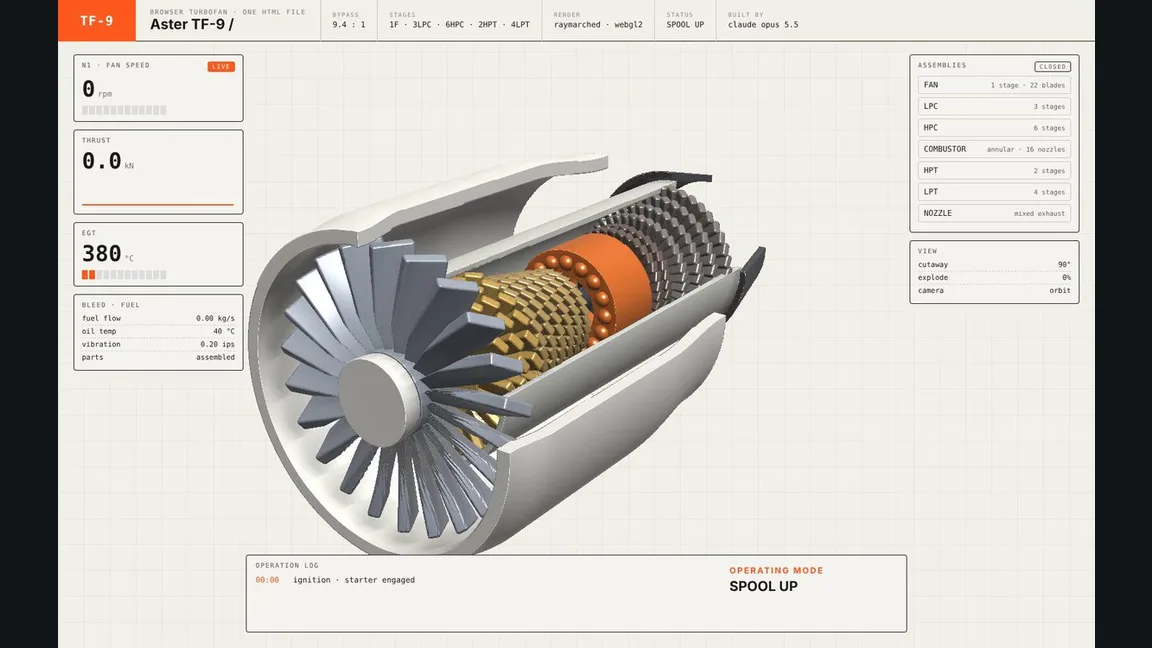 TF-9
BROWSER TURBOFAN · ONE HTML FILE
Aster TF-9 /
BYPASS
9.4 : 1
STAGES
1F · 3LPC · 6HPC · 2HPT · 4LPT
RENDER
raymarched · webgl2
STATUS
SPOOL UP
BUILT BY
claude opus 5.5
N1 · FAN SPEED
LIVE
0 rpm
THRUST
0.0 kN
EGT
380 °C
BLEED · FUEL
fuel flow 0.00 kg/s
oil temp 40 °C
vibration 0.20 ips
parts assembled
ASSEMBLIES
CLOSED
FAN 1 stage · 22 blades
LPC 3 stages
HPC 6 stages
COMBUSTOR annular · 16 nozzles
HPT 2 stages
LPT 4 stages
NOZZLE mixed exhaust
VIEW
cutaway 90°
explode 0%
camera orbit
OPERATION LOG
00:00 ignition · starter engaged
OPERATING MODE
SPOOL UP